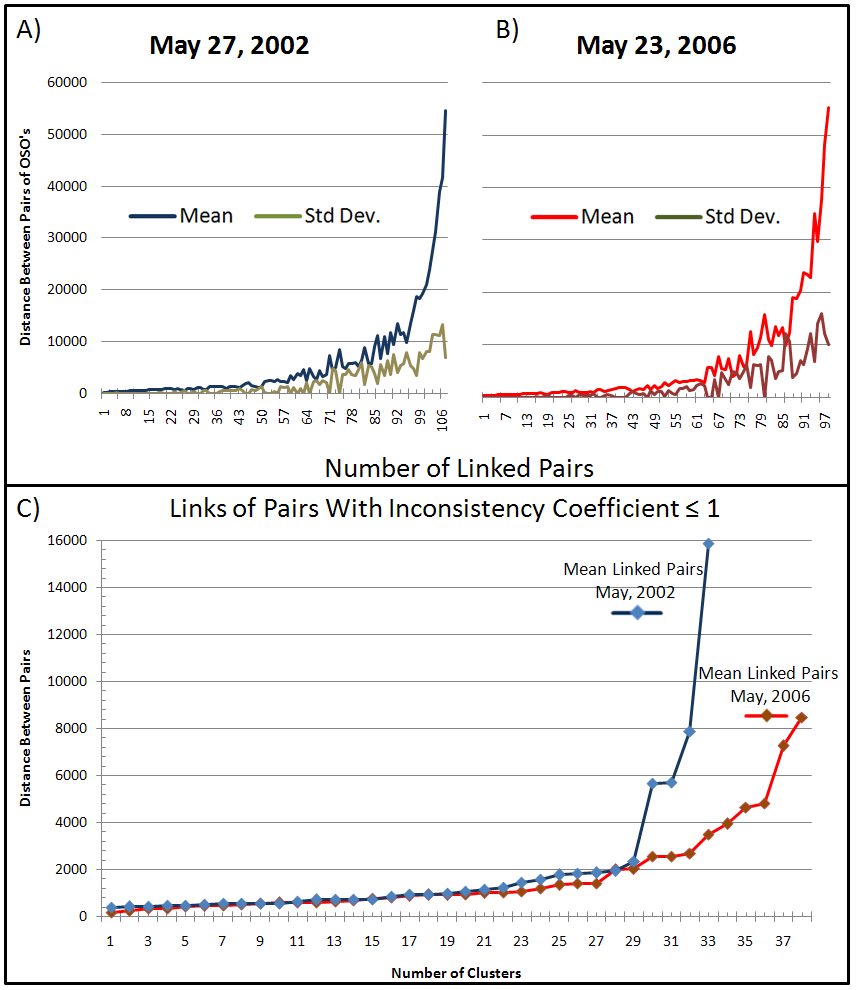 A)
May 27, 2002
B)
May 23, 2006
Distance Between Pairs of OSO's
60000
50000
40000
30000
20000
10000
0
Mean
Std Dev.
Mean
Std Dev.
1 8 15 22 29 36 43 50 57 64 71 78 85 92 99 106
1 7 13 19 25 31 37 43 49 55 61 67 73 79 85 91 97
Number of Linked Pairs
C)
Links of Pairs With Inconsistency Coefficient ≤ 1
Distance Between Pairs
16000
14000
12000
10000
8000
6000
4000
2000
0
Mean Linked Pairs
May, 2002
Mean Linked Pairs
May, 2006
1 3 5 7 9 11 13 15 17 19 21 23 25 27 29 31 33 35 37
Number of Clusters